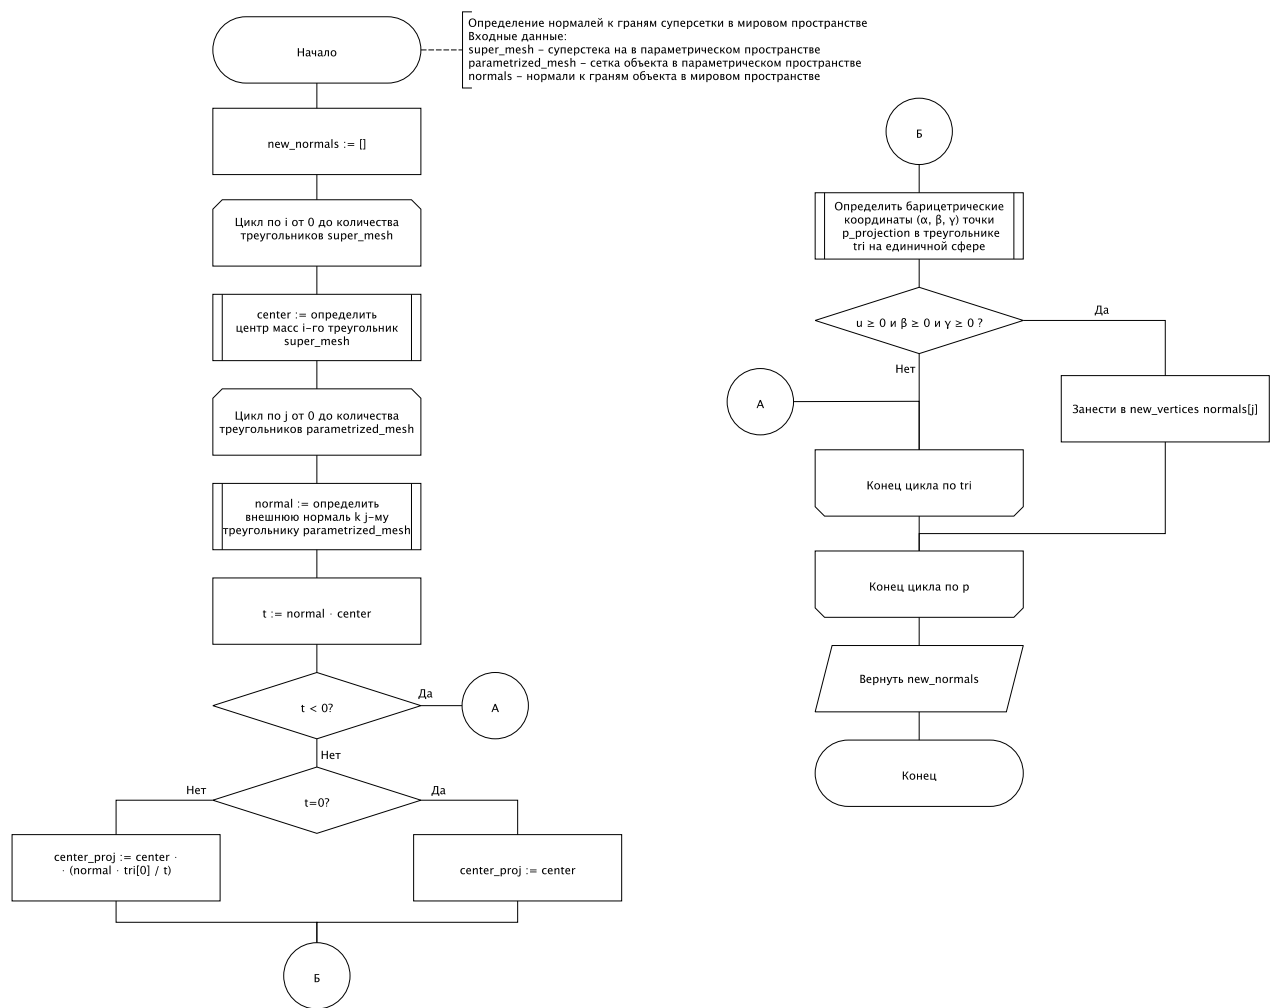 Начало
Определение нормалей к граням суперсетки в мировом пространстве
Входные данные:
super_mesh – суперстека на в параметрическом пространстве
parametrized_mesh – сетка объекта в параметрическом пространстве
normals – нормали к граням объекта в мировом пространстве
new_normals := []
Цикл по i от 0 до количества
треугольников super_mesh
center := определить
центр масс i–го треугольник
super_mesh
Цикл по j от 0 до количества
треугольников parametrized_mesh
normal := определить
внешнюю нормаль k j–му
треугольнику parametrized_mesh
t := normal · center
t < 0?
Да
А
Нет
t=0?
Нет
Да
center_proj := center ·
· (normal · tri[0] / t)
center_proj := center
Б
Б
Определить барицетрические
координаты (α, β, γ) точки
p_projection в треугольнике
tri на единичной сфере
u ≥ 0 и β ≥ 0 и γ ≥ 0 ?
Да
Нет
А
Занести в new_vertices normals[j]
Конец цикла по tri
Конец цикла по p
Вернуть new_normals
Конец